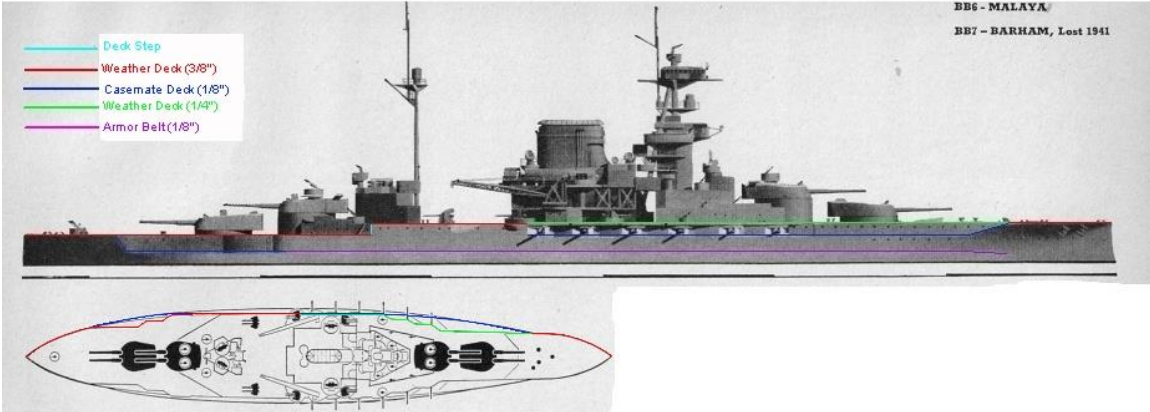 BB6 - MALAYA
BB7 - BARHAM, Lost 1941
Deck Step
Weather Deck (3/8")
Casemate Deck (1/8")
Weather Deck (1/4")
Armor Belt (1/8")